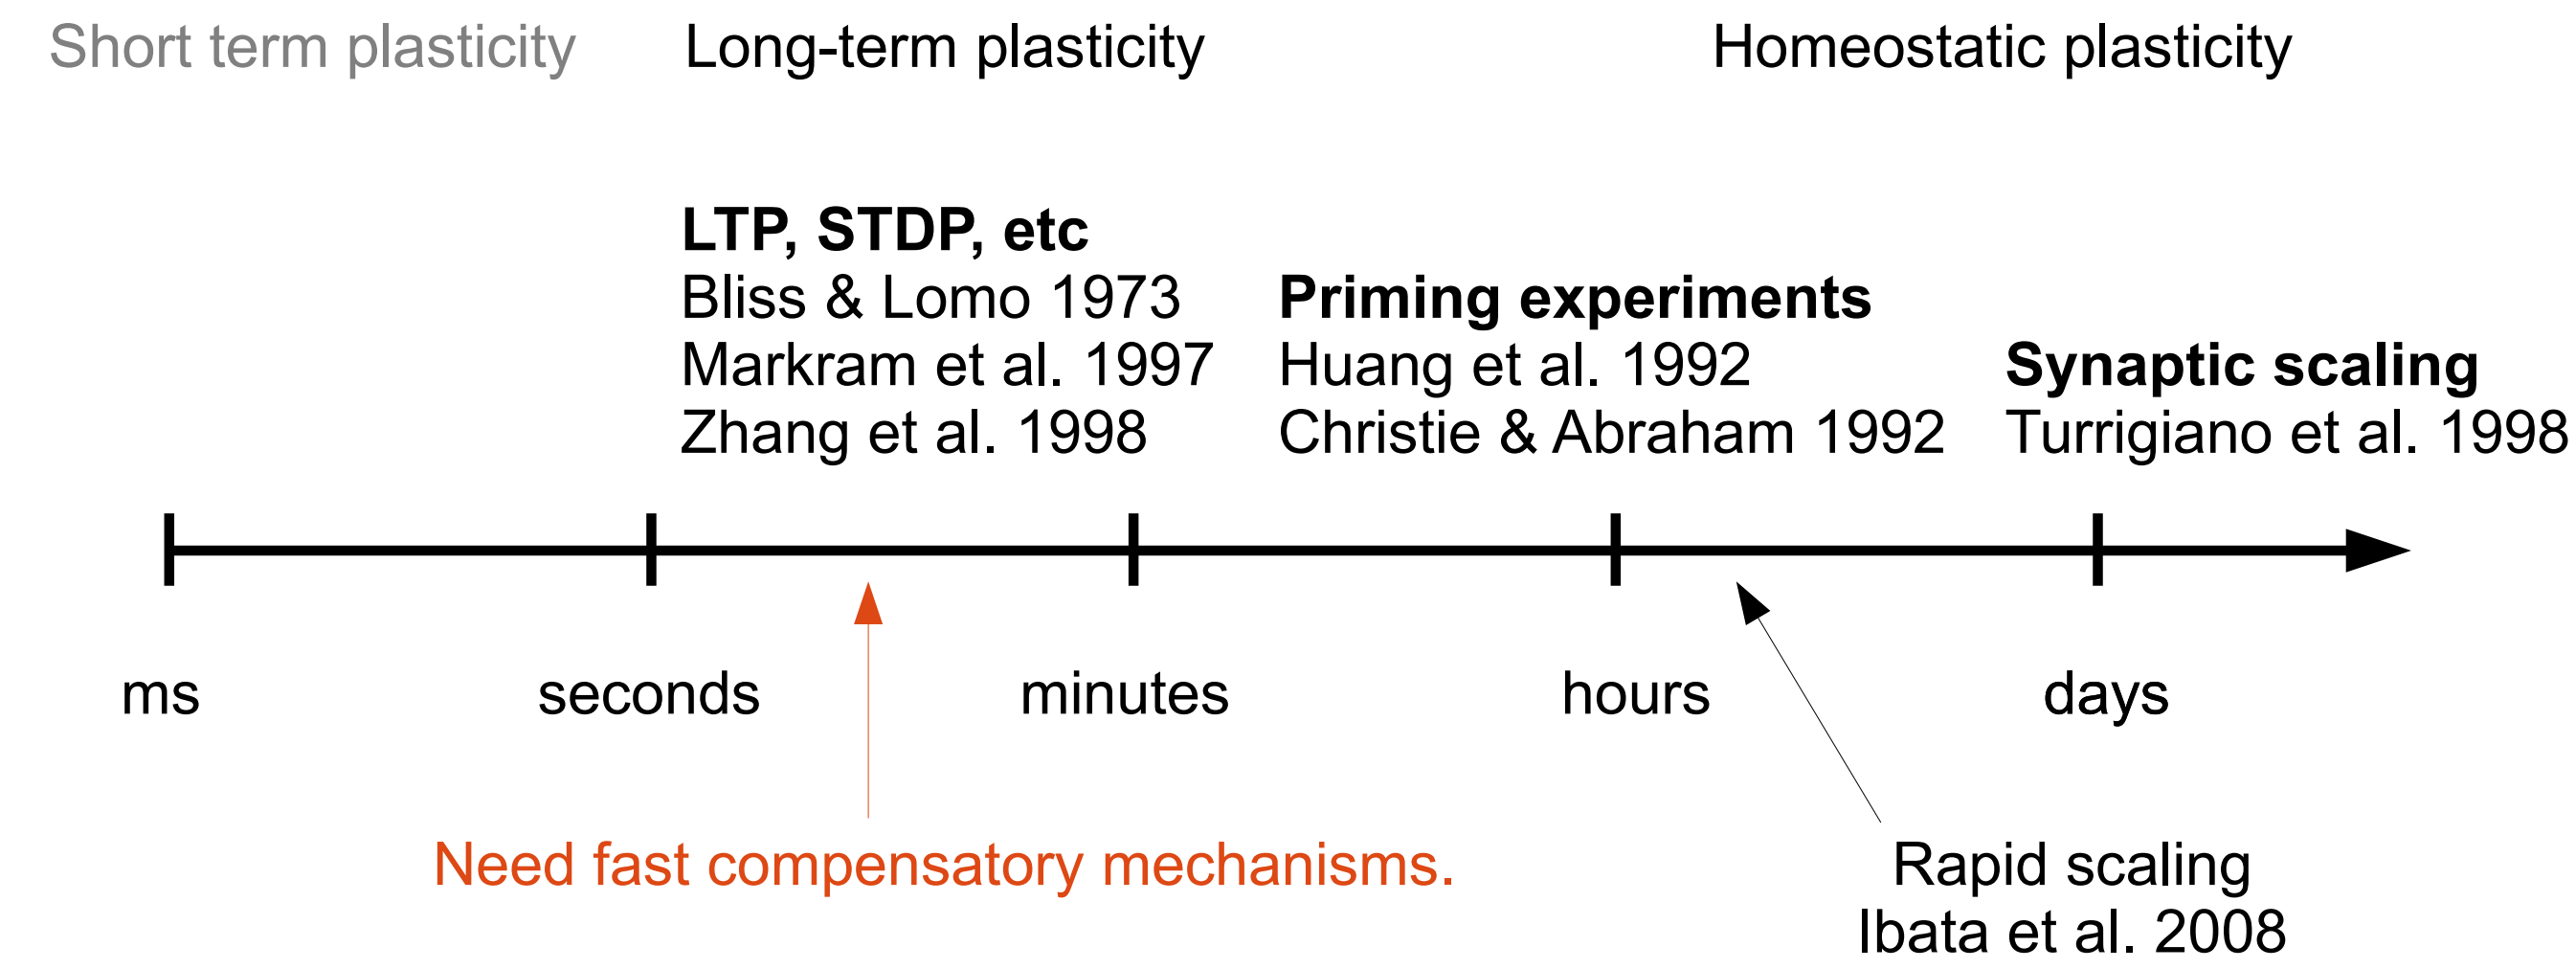 Short term plasticity
Long-term plasticity
Homeostatic plasticity
LTP, STDP, etc
Bliss & Lomo 1973
Markram et al. 1997
Zhang et al. 1998
Priming experiments
Huang et al. 1992
Christie & Abraham 1992
Synaptic scaling
Turrigiano et al. 1998
ms
seconds
minutes
hours
days
Need fast compensatory mechanisms.
Rapid scaling
Ibata et al. 2008